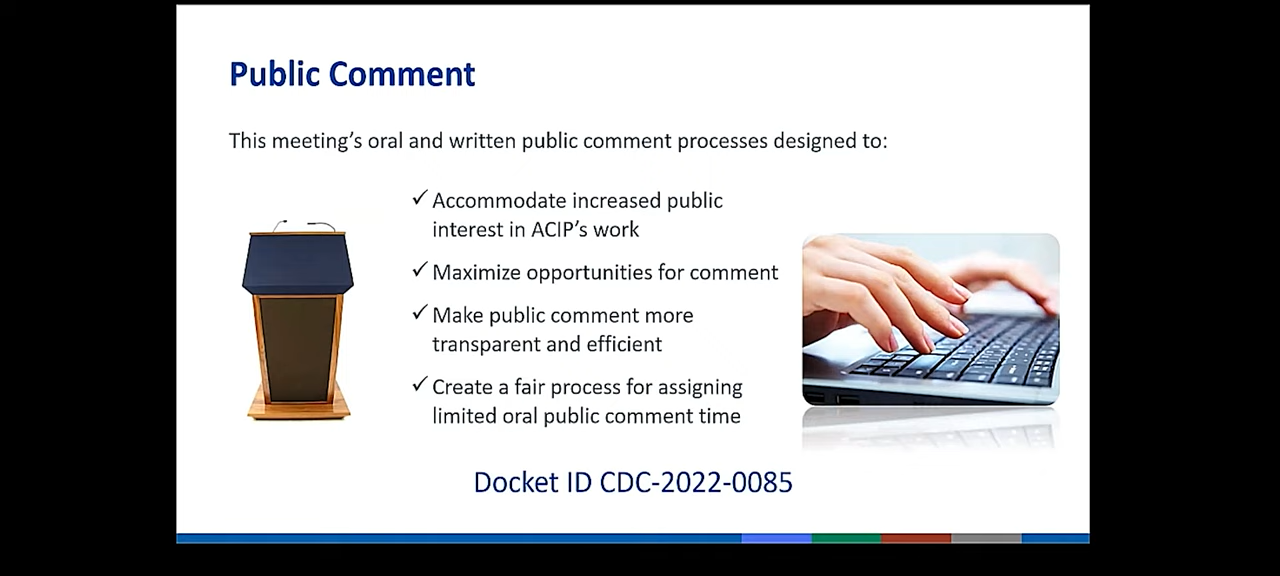 Public Comment
This meeting's oral and written public comment processes designed to:
✓ Accommodate increased public
interest in ACIP's work
✓ Maximize opportunities for comment
✓ Make public comment more
transparent and efficient
✓ Create a fair process for assigning
limited oral public comment time
Docket ID CDC-2022-0085